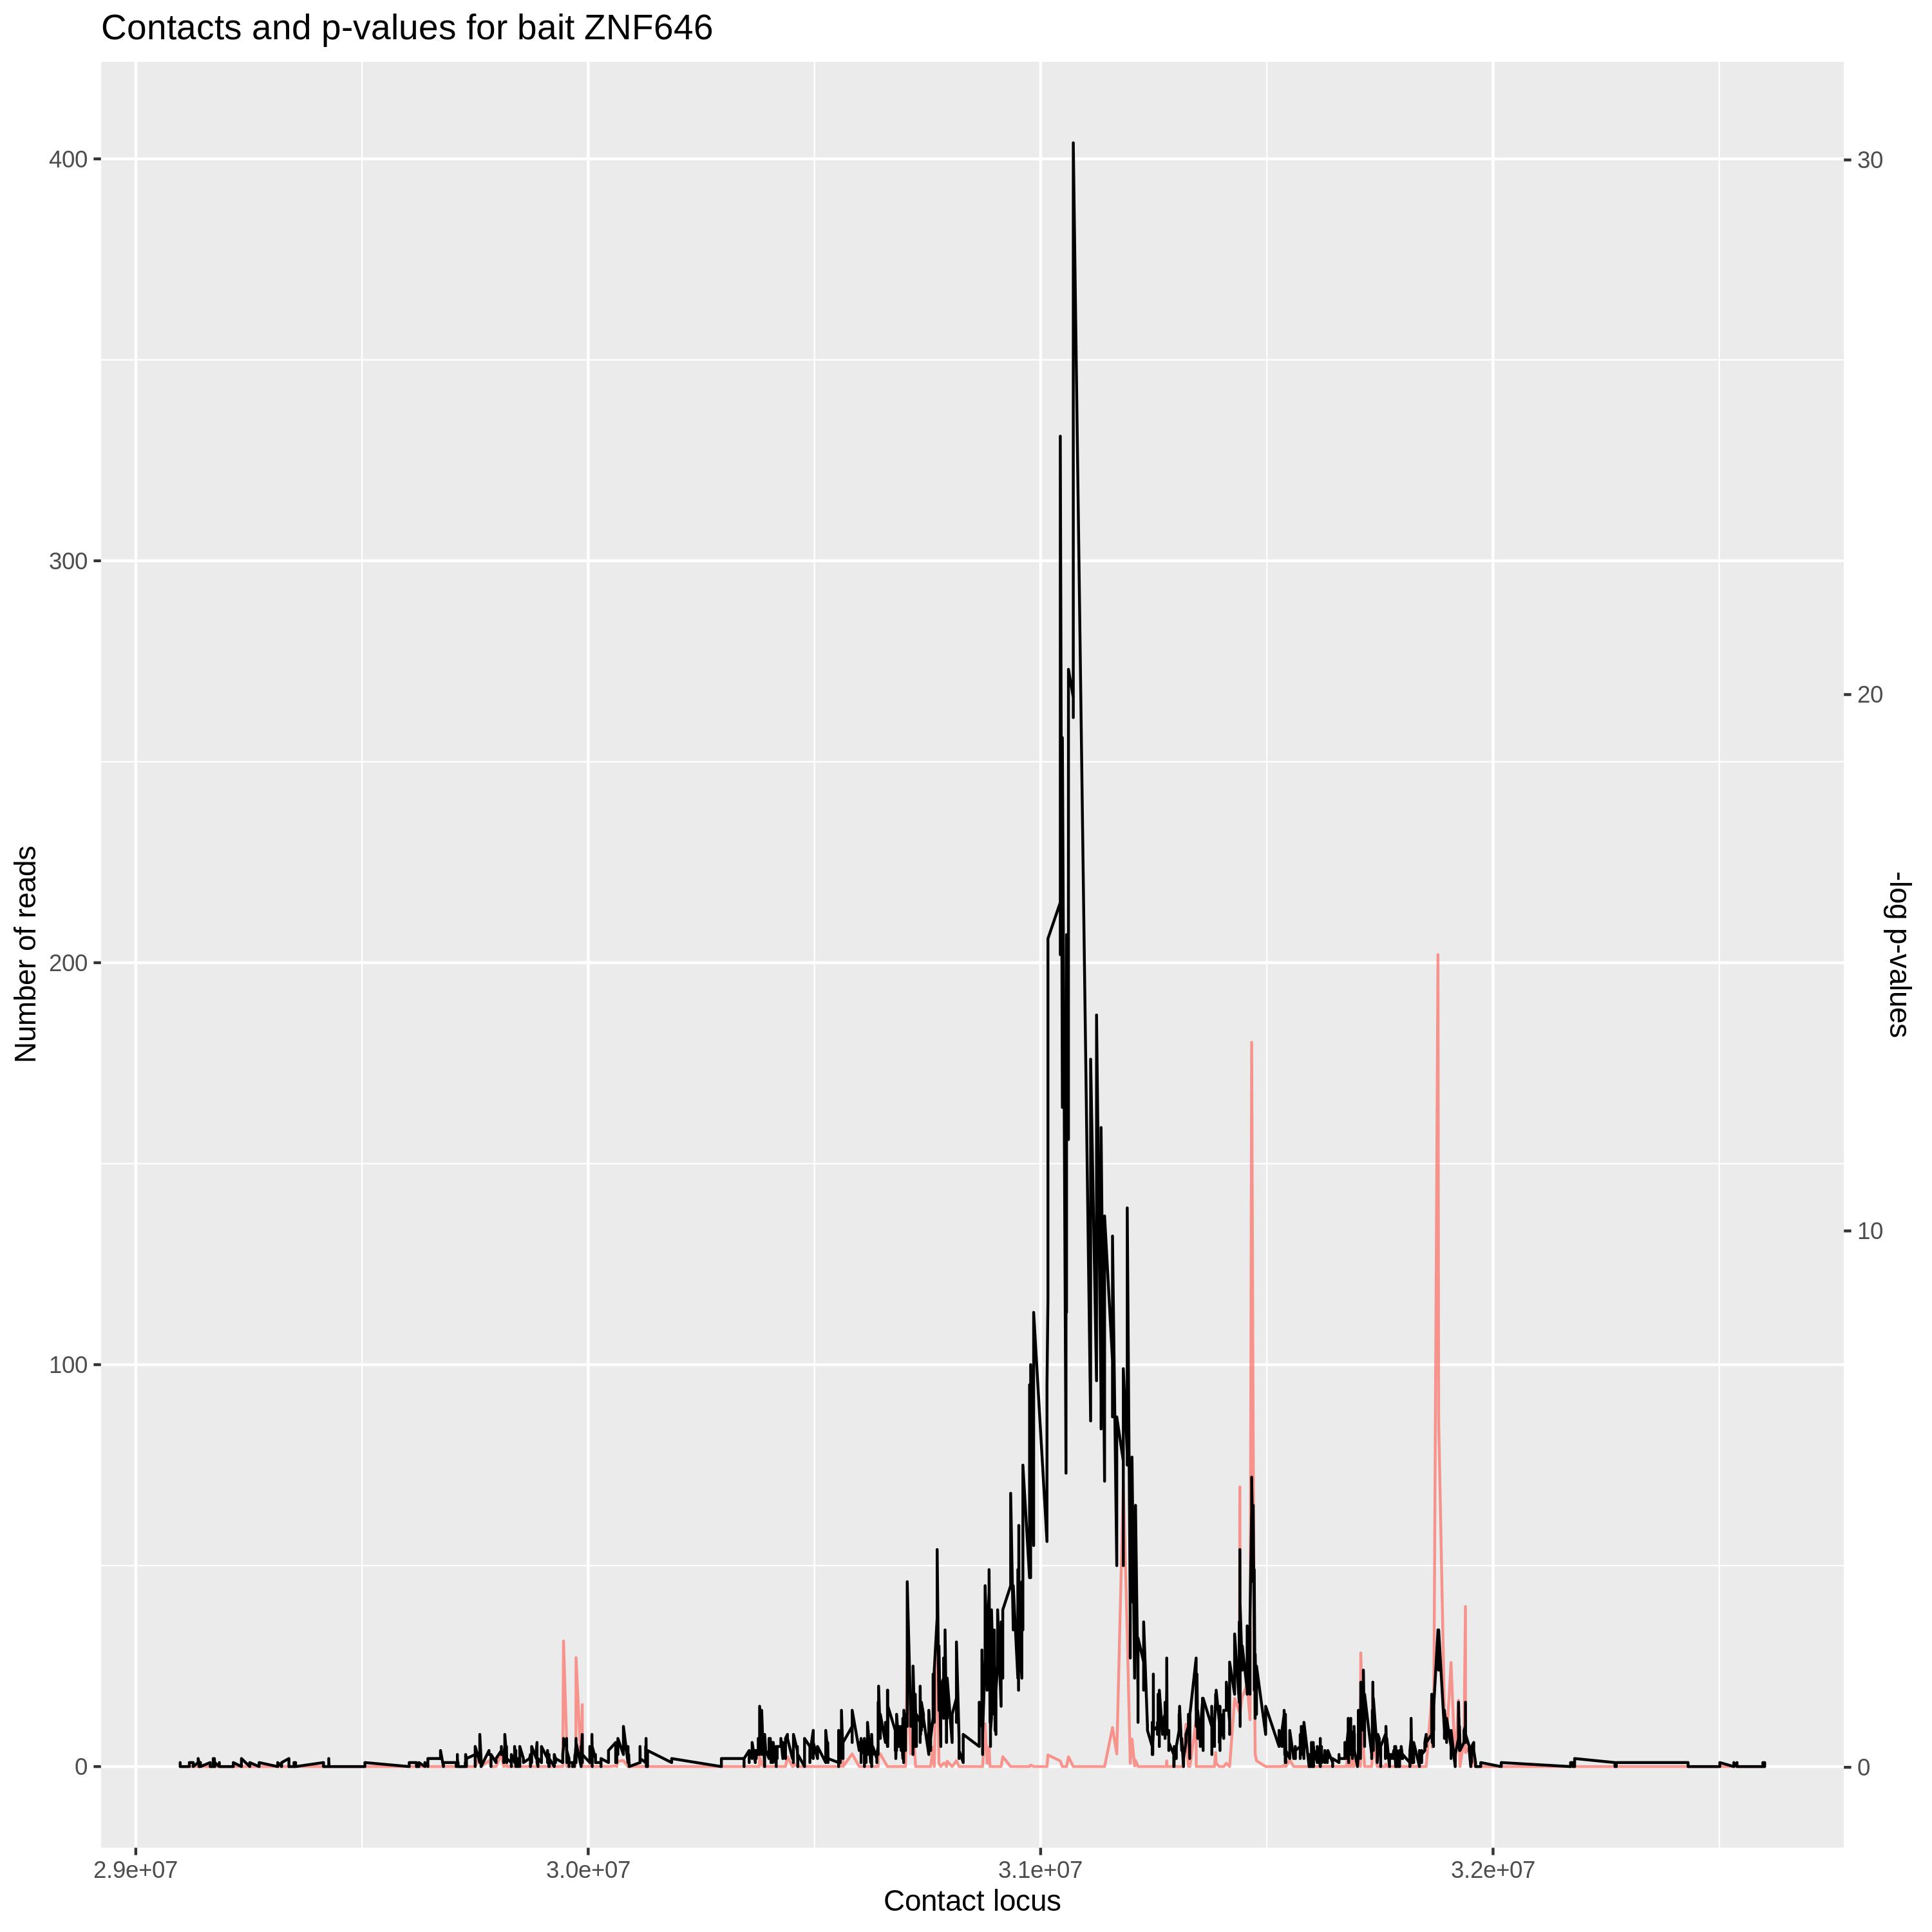 Contacts and p-values for bait ZNF646
400
300
200
100
0
Number of reads
30
20
10
0
-log p-values
2.9e+07 3.0e+07 3.1e+07 3.2e+07
Contact locus